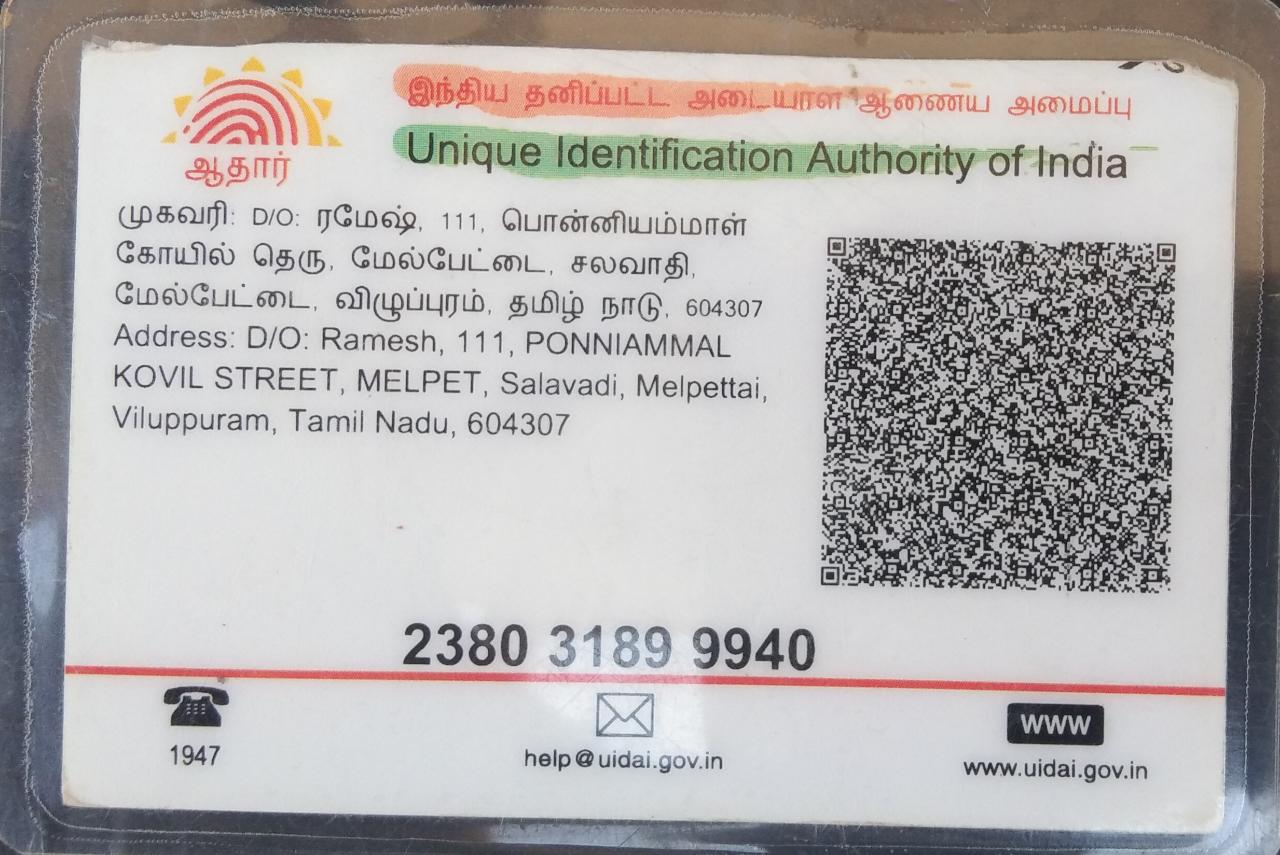 ஆதார்
இந்திய தனிப்பட்ட அடையாள ஆணைய அமைப்பு
Unique Identification Authority of India
முகவரி: D/O: ரமேஷ், 111, பொன்னியம்மாள்
கோயில் தெரு, மேல்பேட்டை, சலவாதி,
மேல்பேட்டை, விழுப்புரம், தமிழ் நாடு, 604307
Address: D/O: Ramesh, 111, PONNIAMMAL
KOVIL STREET, MELPET, Salavadi, Melpettai,
Viluppuram, Tamil Nadu, 604307
2380 3189 9940
1947
help@uidai.gov.in
www
www.uidai.gov.in